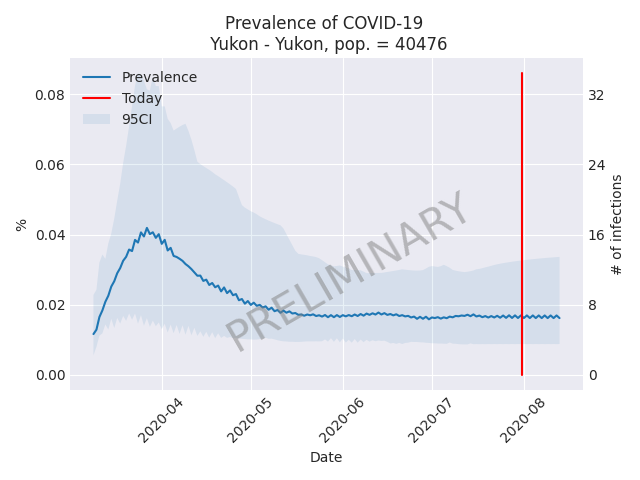 Prevalence of COVID-19
Yukon - Yukon, pop. = 40476
Prevalence
Today
95CI
0.08
0.06
0.04
0.02
0.00
%
32
24
16
8
0
# of infections
PRELIMINARY
2020-04
2020-05
2020-06
2020-07
2020-08
Date